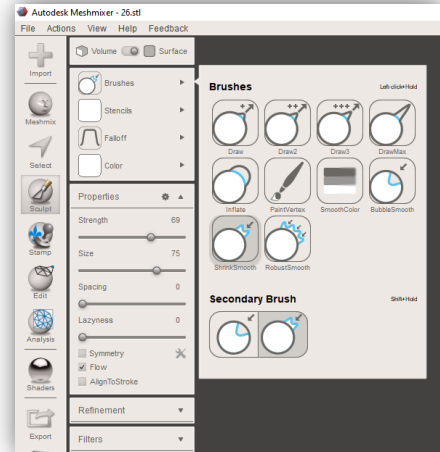 Autodesk Meshmixer - 26.stl
File Actions View Help Feedback
Import
Meshmix
Select
Sculpt
Stamp
Edit
Analysis
Shaders
Export
Volume Surface
Brushes
Stencils
Falloff
Color
Properties
Strength 69
Size 75
Spacing 0
Lazyness 0
Symmetry
Flow
AlignToStroke
Refinement
Filters
Brushes Left-click+Hold
Draw Draw2 Draw3 DrawMax
Inflate PaintVertex SmoothColor BubbleSmooth
ShrinkSmooth RobustSmooth
Secondary Brush Shift+Hold